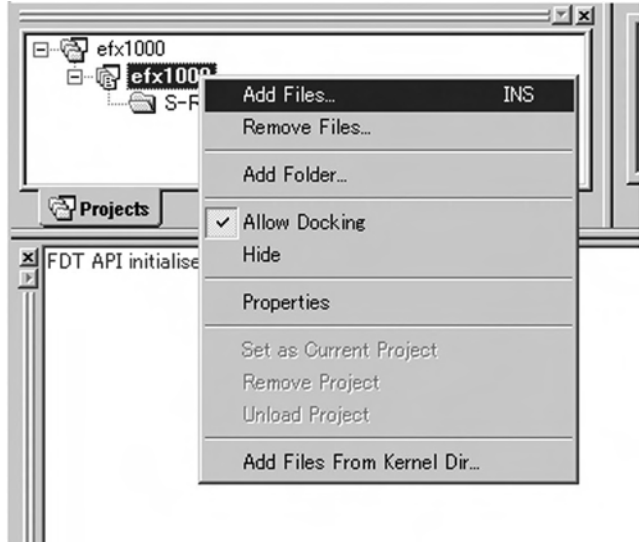 efx1000
efx1000
S-R
Add Files... INS
Remove Files...
Add Folder...
Projects
Allow Docking
Hide
FDT API initialise
Properties
Set as Current Project
Remove Project
Unload Project
Add Files From Kernel Dir...